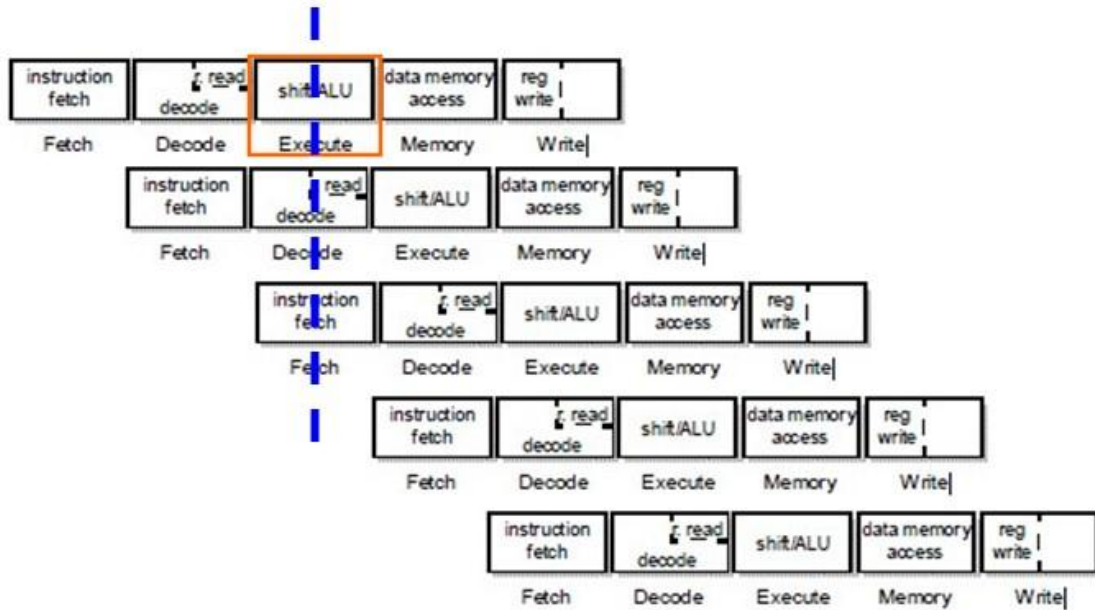 instruction fetch r. read decode shift/ALU data memory access reg write
Fetch Decode Execute Memory Write
instruction fetch read decode shift/ALU data memory access reg write
Fetch Decode Execute Memory Write
instruction fetch r. read decode shift/ALU data memory access reg write
Fetch Decode Execute Memory Write
instruction fetch r. read decode shift/ALU data memory access reg write
Fetch Decode Execute Memory Write
instruction fetch r. read decode shift/ALU data memory access reg write
Fetch Decode Execute Memory Write